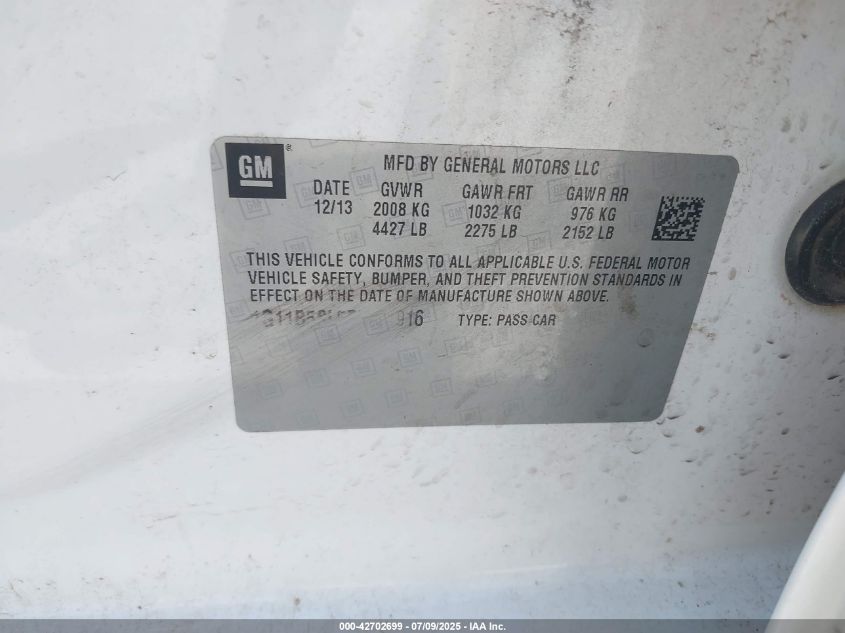 GM
MFD BY GENERAL MOTORS LLC
DATE GVWR GAWR FRT GAWR RR
12/13 2008 KG 1032 KG 976 KG
4427 LB 2275 LB 2152 LB
THIS VEHICLE CONFORMS TO ALL APPLICABLE U.S. FEDERAL MOTOR
VEHICLE SAFETY, BUMPER, AND THEFT PREVENTION STANDARDS IN
EFFECT ON THE DATE OF MANUFACTURE SHOWN ABOVE.
916 TYPE: PASS CAR
000-42702699 - 07/09/2025 - IAA Inc.